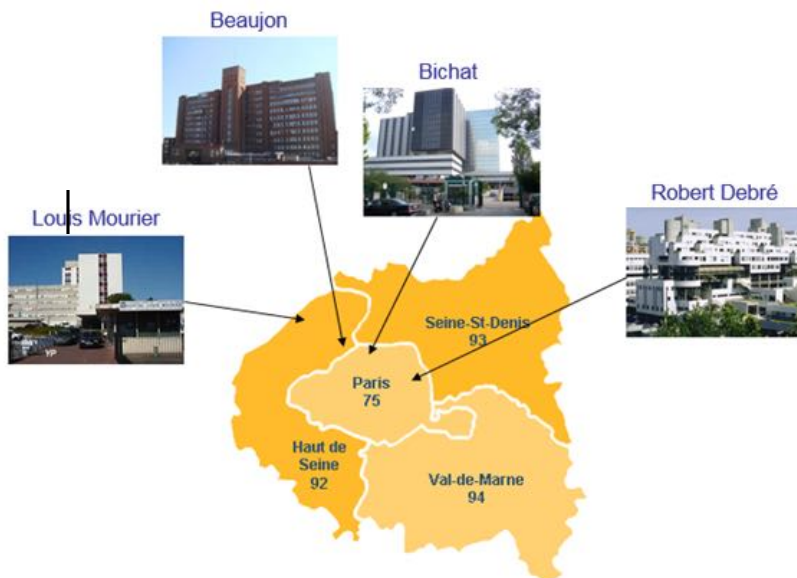 Beaujon
Bichat
Robert Debré
Louis Mourier
YP
Seine-St-Denis
93
Paris
75
Haut de
Seine
92
Val-de-Marne
94